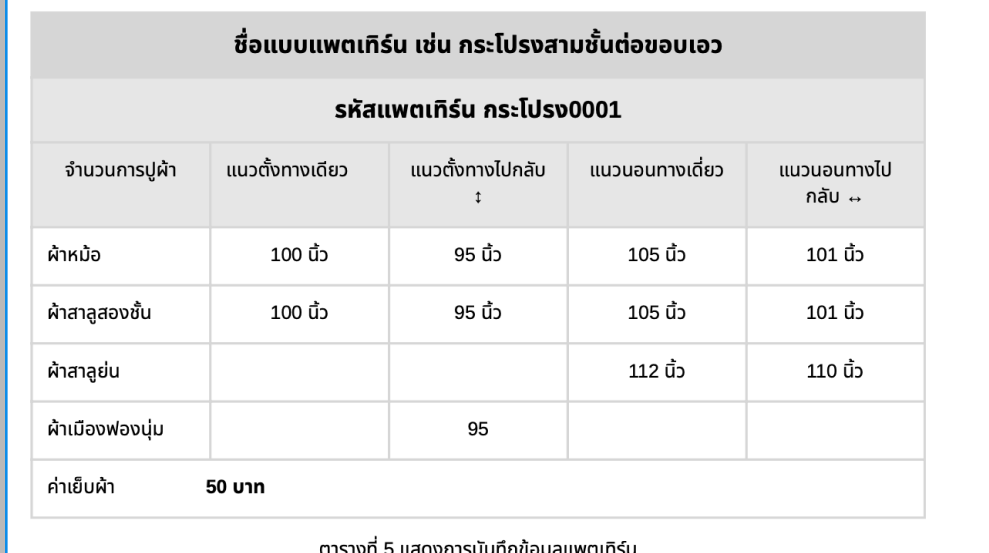 ชื่อแบบแพตเทิร์น เช่น กระโปรงสามชั้นต่อขอบเอว
รหัสแพตเทิร์น กระโปรง0001
จำนวนการปูผ้า แนวตั้งทางเดียว แนวตั้งทางไปกลับ ↕ แนวนอนทางเดี่ยว แนวนอนทางไปกลับ ↔
ผ้าหม้อ 100 นิ้ว 95 นิ้ว 105 นิ้ว 101 นิ้ว
ผ้าสาลูสองชั้น 100 นิ้ว 95 นิ้ว 105 นิ้ว 101 นิ้ว
ผ้าสาลูย่น 112 นิ้ว 110 นิ้ว
ผ้าเมืองฟองนุ่ม 95
ค่าเย็บผ้า 50 บาท
ตารางที่ 5 แสดงการบันทึกข้อมูลแพตเทิร์น